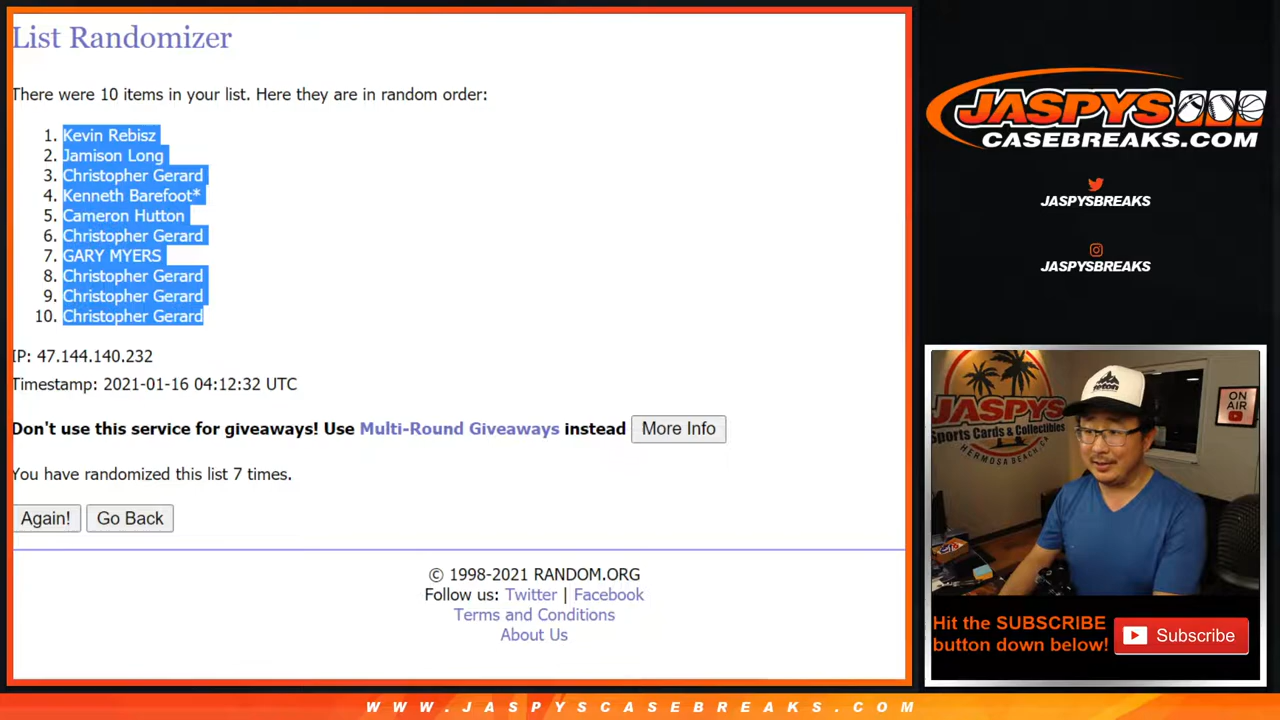 List Randomizer
There were 10 items in your list. Here they are in random order:
1. Kevin Rebisz
2. Jamison Long
3. Christopher Gerard
4. Kenneth Barefoot*
5. Cameron Hutton
6. Christopher Gerard
7. GARY MYERS
8. Christopher Gerard
9. Christopher Gerard
10. Christopher Gerard
IP: 47.144.140.232
Timestamp: 2021-01-16 04:12:32 UTC
Don't use this service for giveaways! Use Multi-Round Giveaways instead More Info
You have randomized this list 7 times.
Again! Go Back
© 1998-2021 RANDOM.ORG
Follow us: Twitter | Facebook
Terms and Conditions
About Us
JASPYS
CASEBREAKS.COM
JASPYSBREAKS
JASPYSBREAKS
JASPYS
Sports Cards & Collectibles
HERMOSA BEACH, CA
ON
AIR
Hit the SUBSCRIBE
button down below!
Subscribe
WWW.JASPYSCASEBREAKS.COM